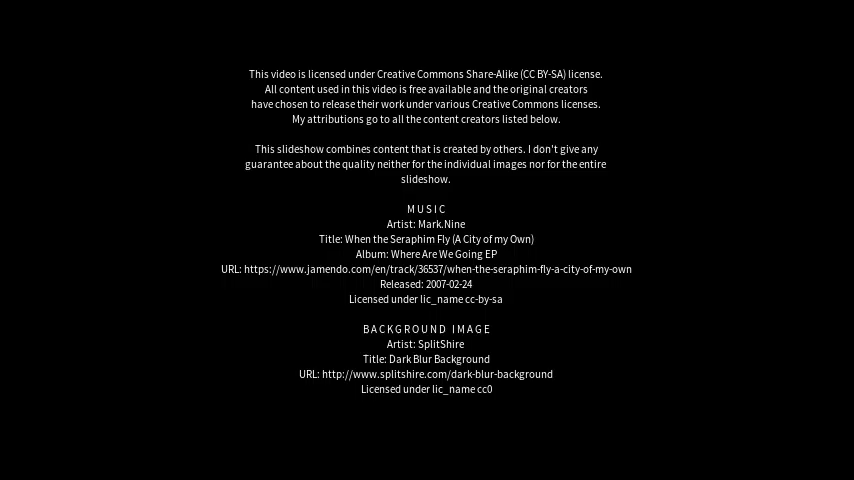 This video is licensed under Creative Commons Share-Alike (CC BY-SA) license.
All content used in this video is free available and the original creators
have chosen to release their work under various Creative Commons licenses.
My attributions go to all the content creators listed below.
This slideshow combines content that is created by others. I don't give any
guarantee about the quality neither for the individual images nor for the entire
slideshow.
MUSIC
Artist: Mark.Nine
Title: When the Seraphim Fly (A City of my Own)
Album: Where Are We Going EP
URL: https://www.jamendo.com/en/track/36537/when-the-seraphim-fly-a-city-of-my-own
Released: 2007-02-24
Licensed under lic_name cc-by-sa
BACKGROUND IMAGE
Artist: SplitShire
Title: Dark Blur Background
URL: http://www.splitshire.com/dark-blur-background
Licensed under lic_name cc0